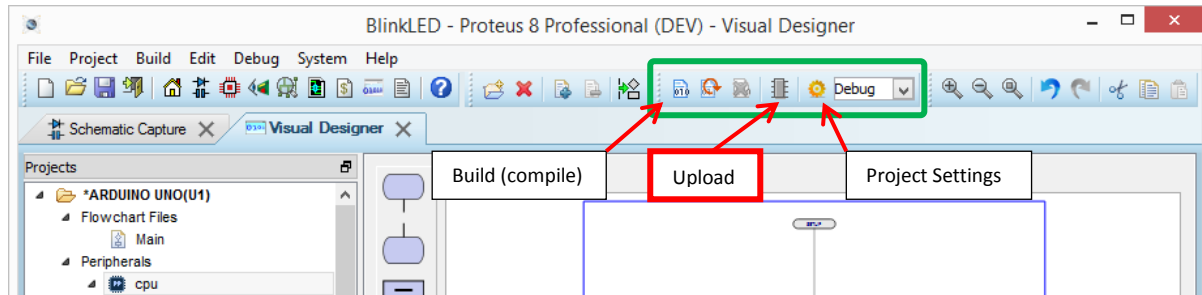 BlinkLED - Proteus 8 Professional (DEV) - Visual Designer
File Project Build Edit Debug System Help
Debug
Schematic Capture
Visual Designer
Projects
Build (compile)
Upload
Project Settings
*ARDUINO UNO(U1)
Flowchart Files
Main
Peripherals
cpu